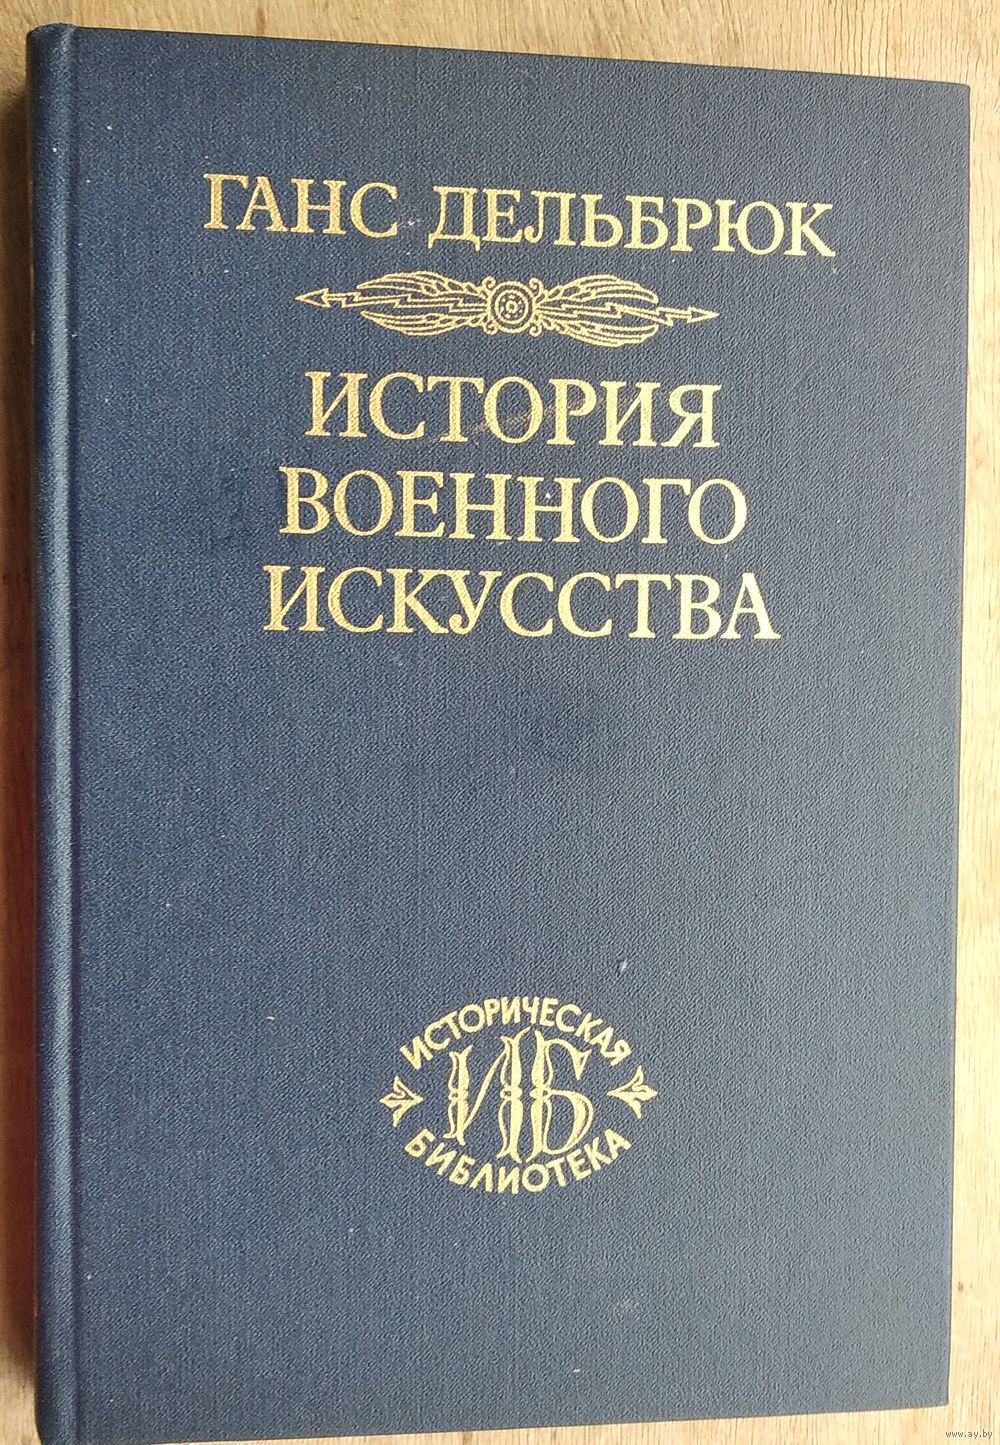 ГАНС ДЕЛЬБРЮК
ИСТОРИЯ
ВОЕННОГО
ИСКУССТВА
ИСТОРИЧЕСКАЯ
ИБ
БИБЛИОТЕКА
www.ay.by